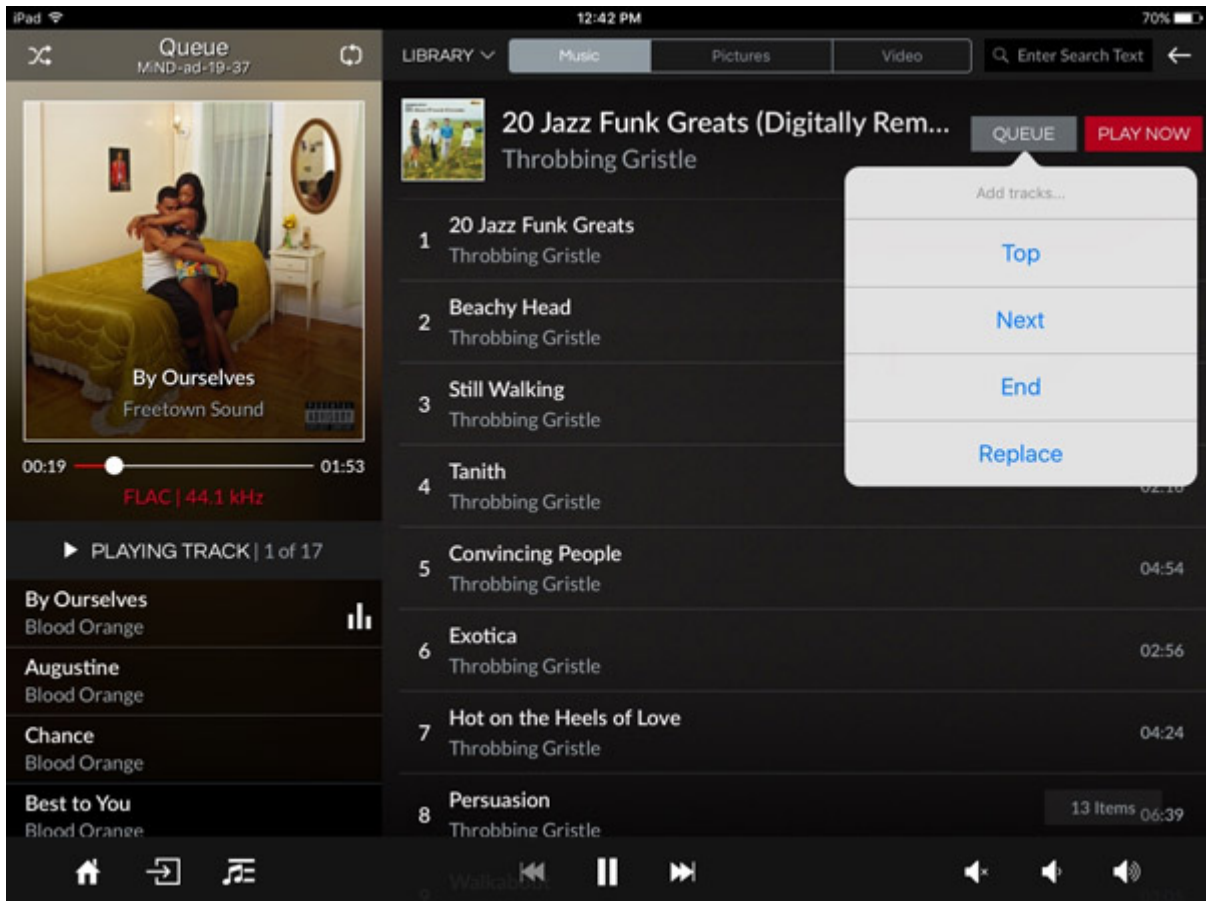 iPad
12:42 PM
70%
Queue
MiND-ad-19-37
LIBRARY
Music
Pictures
Video
Enter Search Text
By Ourselves
Freetown Sound
PARENTAL
ADVISORY
00:19
01:53
FLAC | 44.1 kHz
PLAYING TRACK | 1 of 17
By Ourselves
Blood Orange
Augustine
Blood Orange
Chance
Blood Orange
Best to You
Blood Orange
20 Jazz Funk Greats (Digitally Rem...
Throbbing Gristle
QUEUE
PLAY NOW
Add tracks...
Top
Next
End
Replace
1
20 Jazz Funk Greats
Throbbing Gristle
2
Beachy Head
Throbbing Gristle
3
Still Walking
Throbbing Gristle
4
Tanith
Throbbing Gristle
02:16
5
Convincing People
Throbbing Gristle
04:54
6
Exotica
Throbbing Gristle
02:56
7
Hot on the Heels of Love
Throbbing Gristle
04:24
8
Persuasion
Throbbing Gristle
13 Items
06:39
9
Walkabout